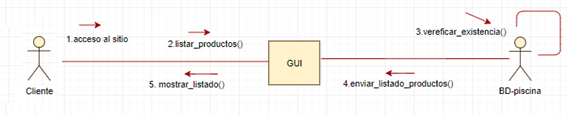 1.acceso al sitio
2.listar_productos()
3.vereficar_existencia()
GUI
5. mostrar_listado()
4.enviar_listado_productos()
Cliente
BD-piscina